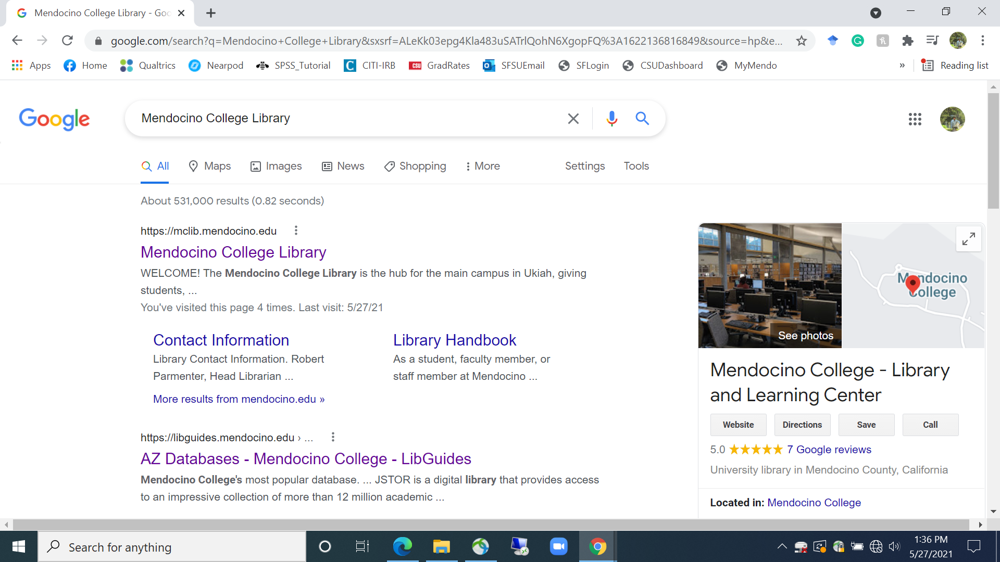 Mendocino College Library - Goo
google.com/search?q=Mendocino+College+Library&sxsrf=ALeKk03epg4Kla483uSATrlQohN6XgopFQ%3A1622136816849&source=hp&e...
Apps
Home
Qualtrics
Nearpod
SPSS_Tutorial
C CITI-IRB
CSU GradRates
SFSUEmail
SFLogin
CSUDashboard
MyMendo
»
Reading list
Google
Mendocino College Library
All
Maps
Images
News
Shopping
More
Settings
Tools
About 531,000 results (0.82 seconds)
https://mclib.mendocino.edu
Mendocino College Library
WELCOME! The Mendocino College Library is the hub for the main campus in Ukiah, giving
students, ...
You've visited this page 4 times. Last visit: 5/27/21
Contact Information
Library Contact Information. Robert
Parmenter, Head Librarian ...
Library Handbook
As a student, faculty member, or
staff member at Mendocino ...
More results from mendocino.edu »
https://libguides.mendocino.edu › ...
AZ Databases - Mendocino College - LibGuides
Mendocino College's most popular database. ... JSTOR is a digital library that provides access
to an impressive collection of more than 12 million academic ...
See photos
Mendocino
College
Mendocino College - Library
and Learning Center
Website
Directions
Save
Call
5.0 ★★★★★ 7 Google reviews
University library in Mendocino County, California
Located in: Mendocino College
Search for anything
1:36 PM
5/27/2021